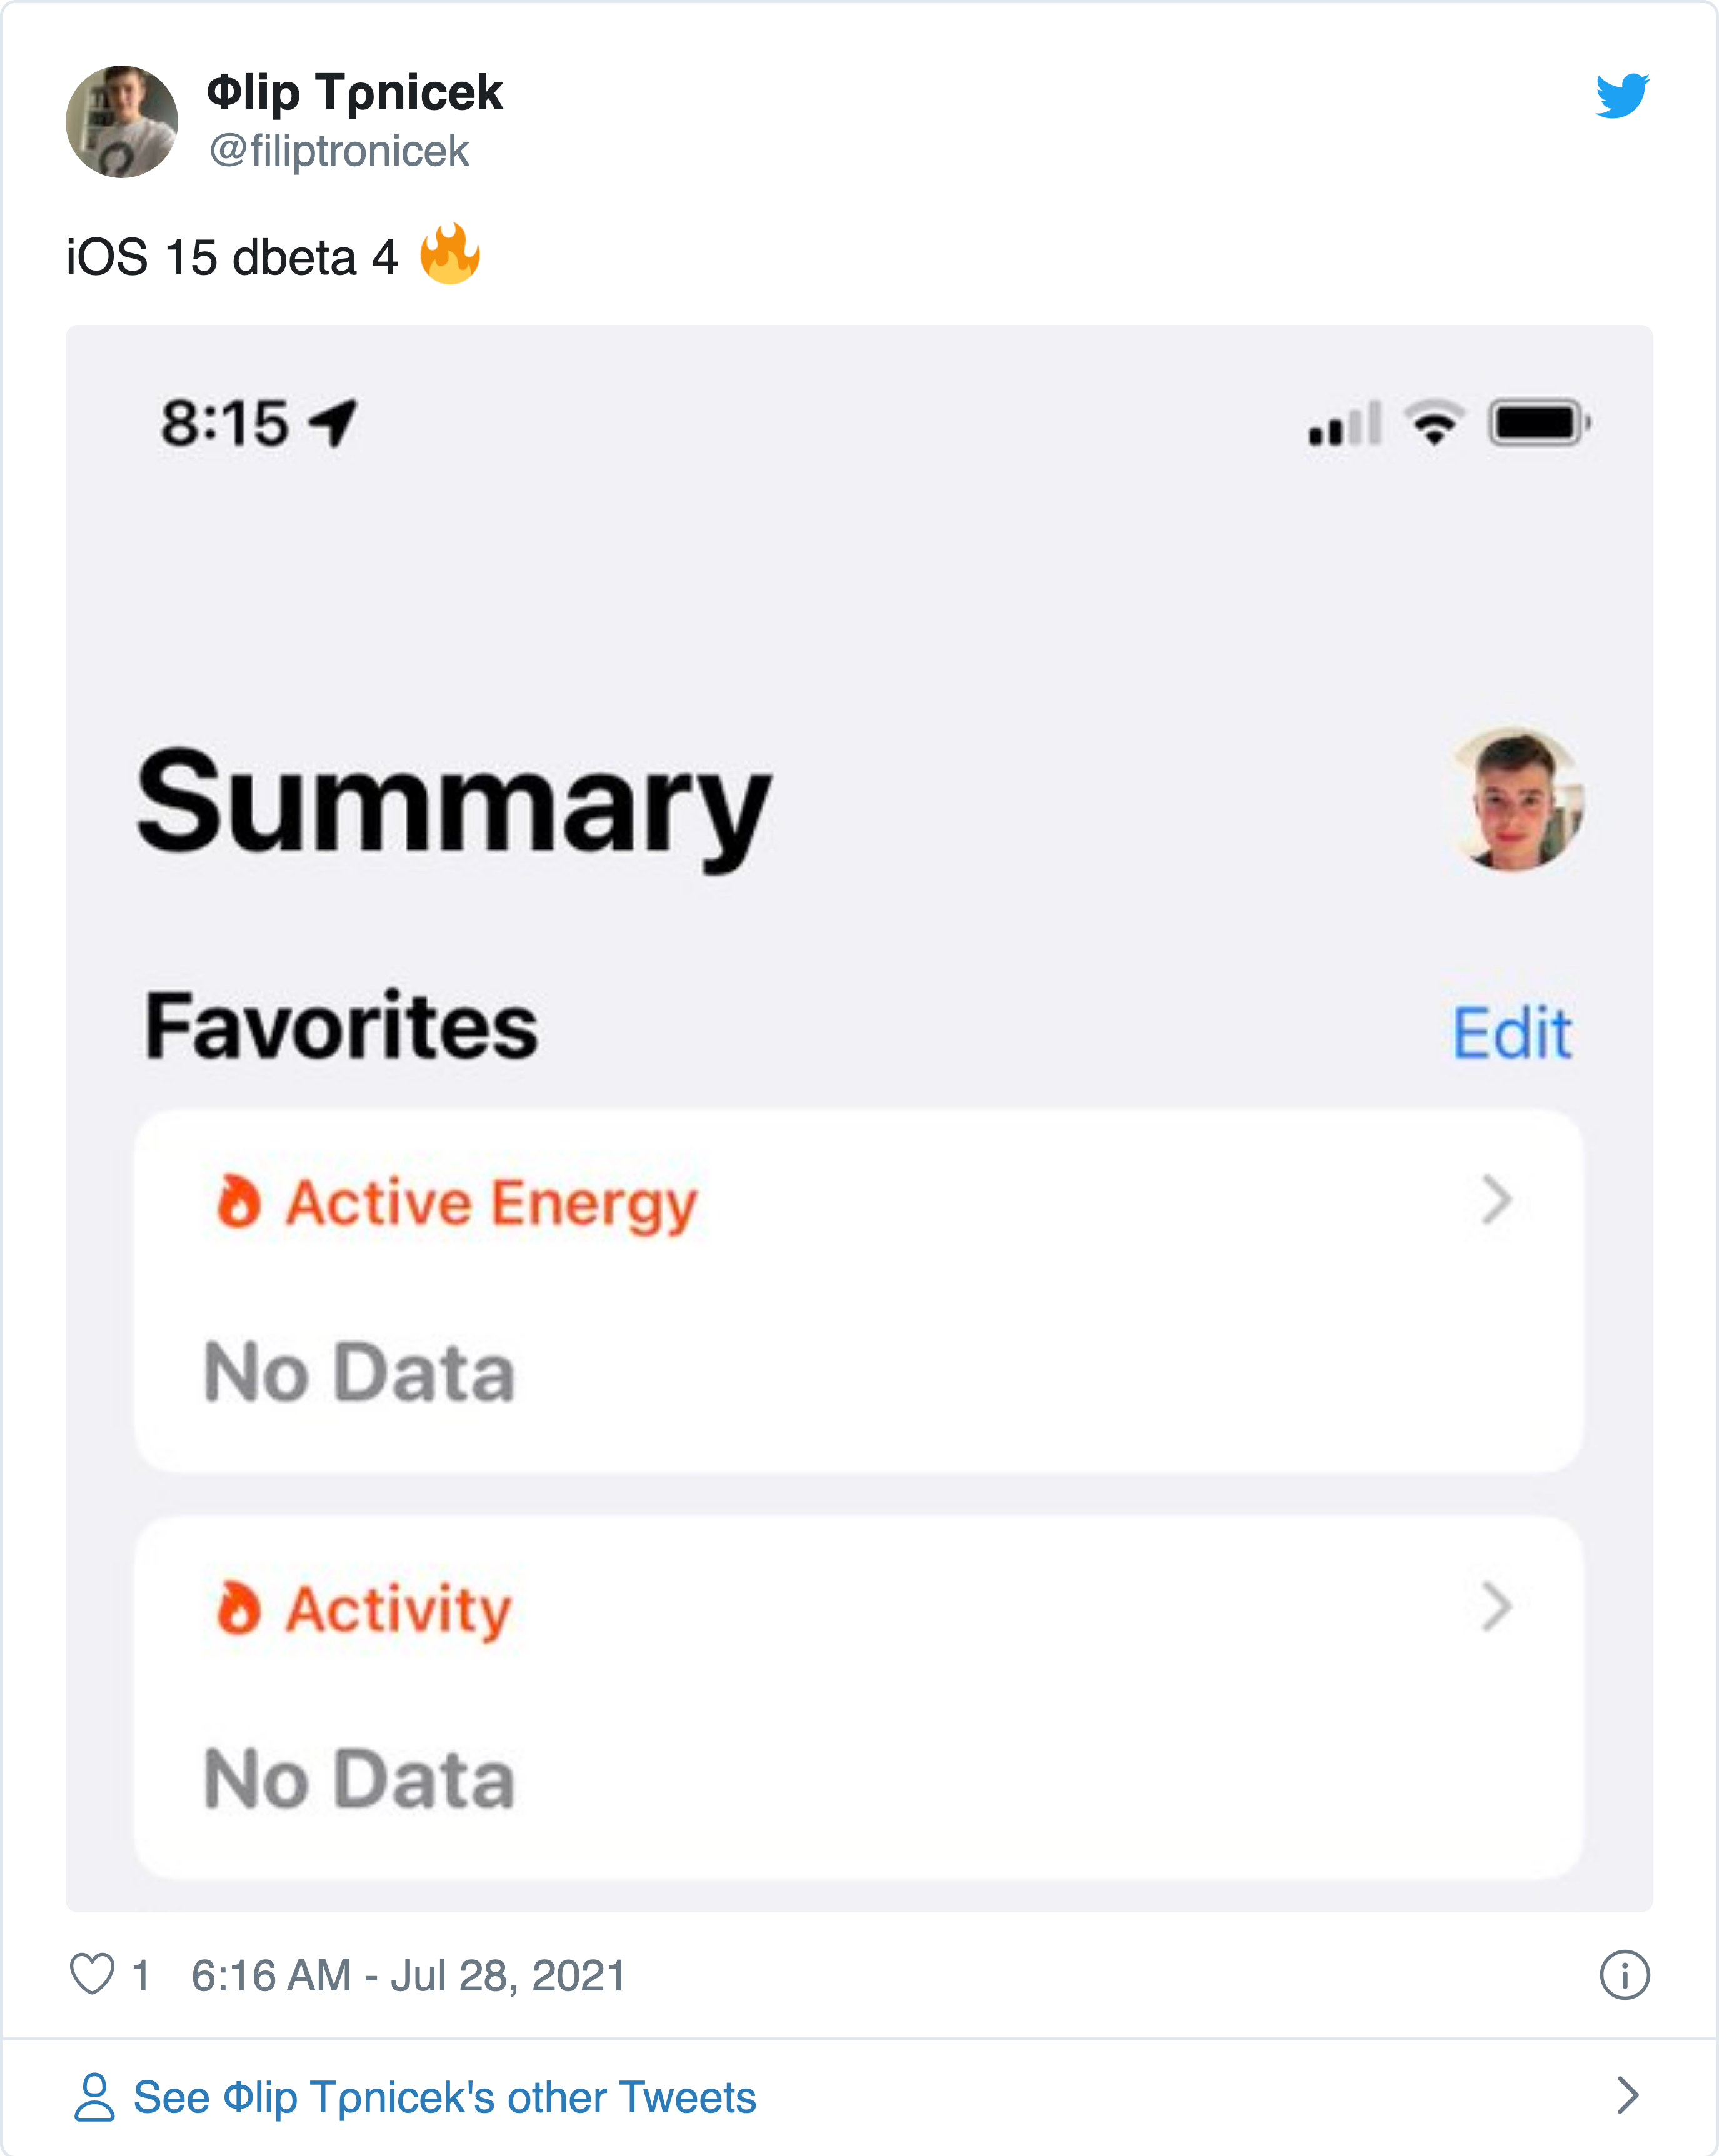 Φlip Tρnicek
@filiptronicek
iOS 15 dbeta 4 🔥
8:15
Summary
Favorites
Edit
Active Energy
No Data
Activity
No Data
1 6:16 AM - Jul 28, 2021
See Φlip Tρnicek's other Tweets